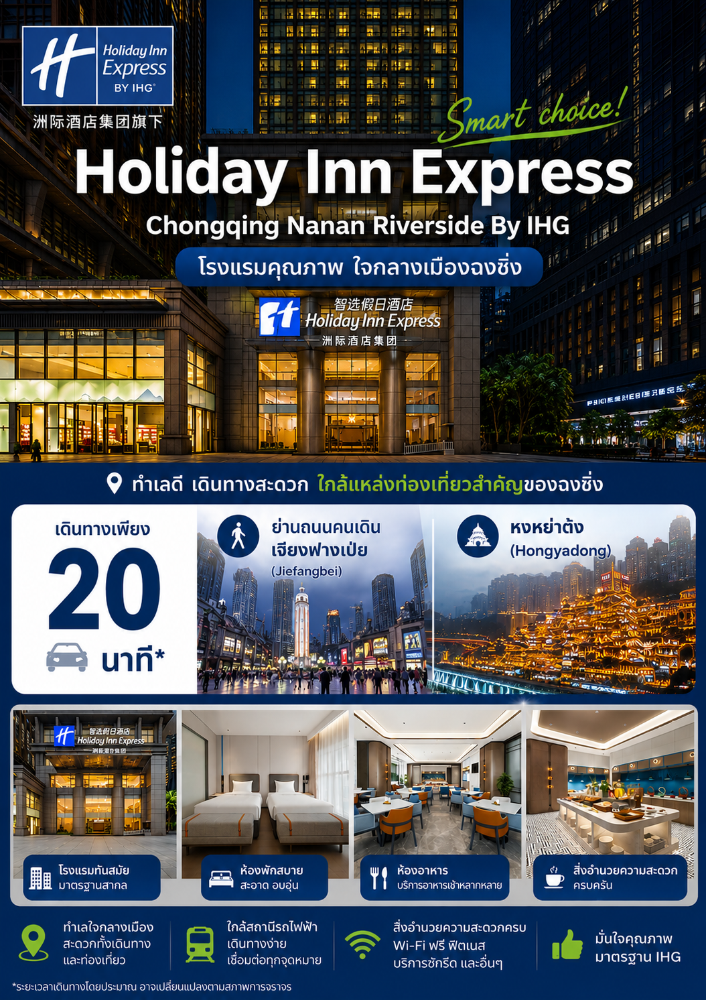 Holiday Inn
Express
BY IHG®
洲际酒店集团旗下
Smart choice!
Holiday Inn Express
Chongqing Nanan Riverside By IHG
โรงแรมคุณภาพ ใจกลางเมืองฉงชิ่ง
智选假日酒店
Holiday Inn Express
洲际酒店集团
ทำเลดี เดินทางสะดวก ใกล้แหล่งท่องเที่ยวสำคัญของฉงชิ่ง
เดินทางเพียง
20
นาที*
ย่านถนนคนเดิน
เจียงฟางเป่ย
(Jiefangbei)
หงหย่าต้ง
(Hongyadong)
智选假日酒店
Holiday Inn Express
洲际酒店集团
โรงแรมทันสมัย
มาตรฐานสากล
ห้องพักสบาย
สะอาด อบอุ่น
ห้องอาหาร
บริการอาหารเช้าหลากหลาย
สิ่งอำนวยความสะดวก
ครบครัน
ทำเลใจกลางเมือง
สะดวกทั้งเดินทาง
และท่องเที่ยว
ใกล้สถานีรถไฟฟ้า
เดินทางง่าย
เชื่อมต่อทุกจุดหมาย
สิ่งอำนวยความสะดวกครบ
Wi-Fi ฟรี ฟิตเนส
บริการซักรีด และอื่นๆ
มั่นใจคุณภาพ
มาตรฐาน IHG
*ระยะเวลาเดินทางโดยประมาณ อาจเปลี่ยนแปลงตามสภาพการจราจร